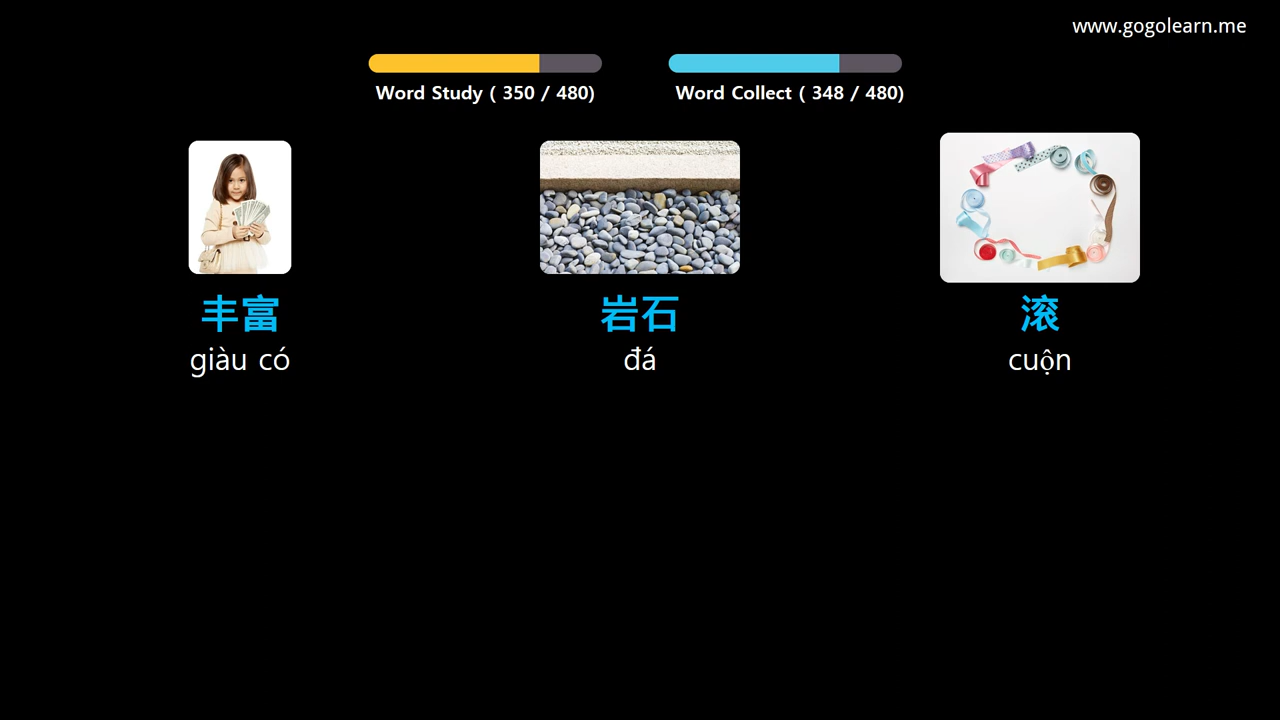 www.gogolearn.me
Word Study ( 350 / 480)
Word Collect ( 348 / 480)
丰富
岩石
滚
giàu có
đá
cuộn